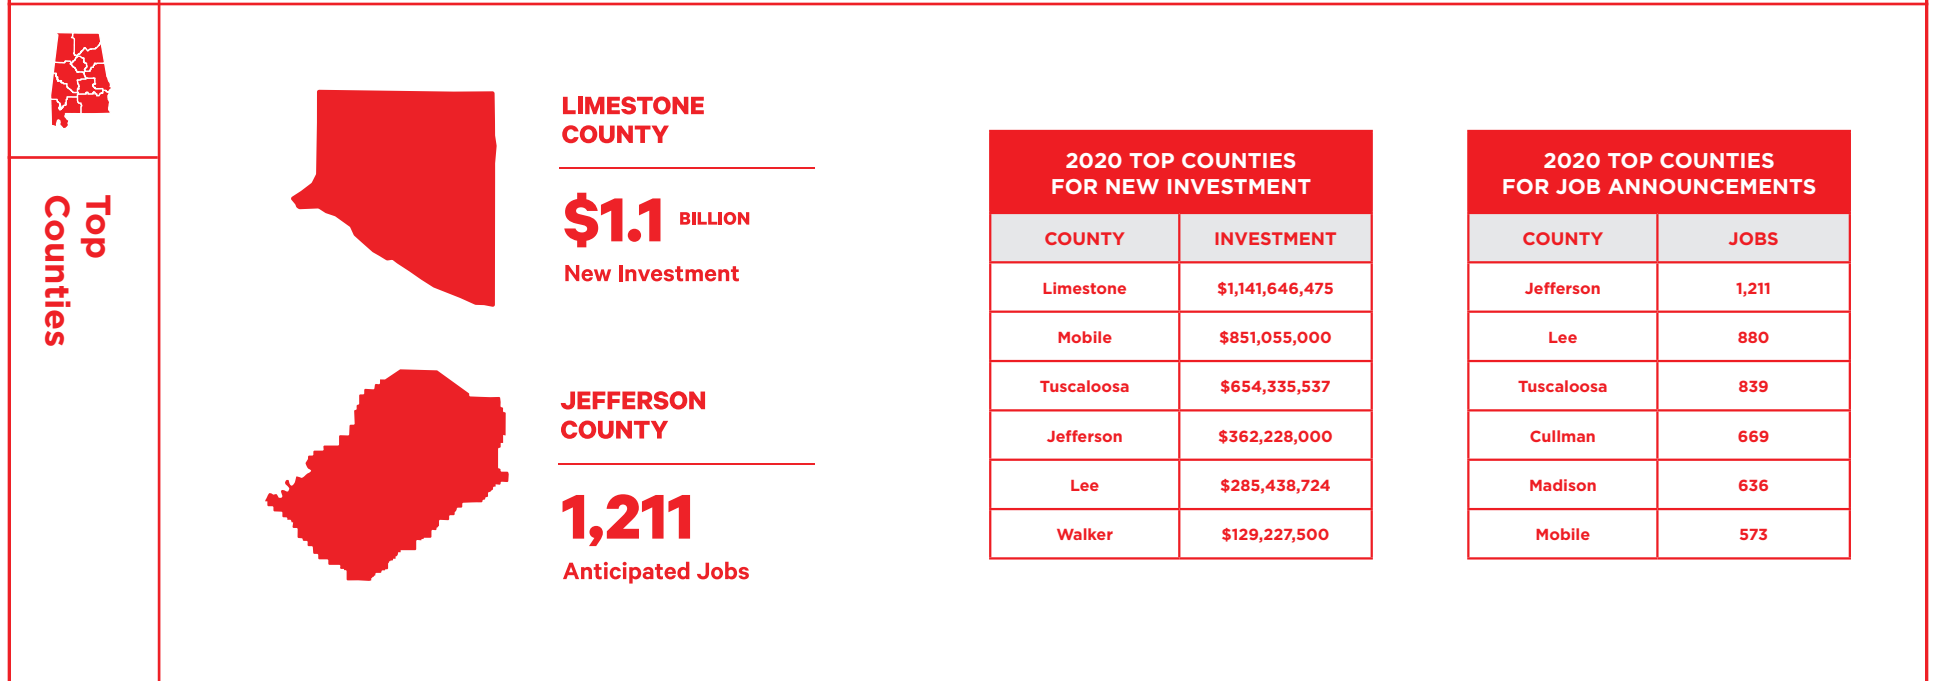 Top
Counties
LIMESTONE
COUNTY
$1.1 BILLION
New Investment
JEFFERSON
COUNTY
1,211
Anticipated Jobs
2020 TOP COUNTIES
FOR NEW INVESTMENT
COUNTY INVESTMENT
Limestone $1,141,646,475
Mobile $851,055,000
Tuscaloosa $654,335,537
Jefferson $362,228,000
Lee $285,438,724
Walker $129,227,500
2020 TOP COUNTIES
FOR JOB ANNOUNCEMENTS
COUNTY JOBS
Jefferson 1,211
Lee 880
Tuscaloosa 839
Cullman 669
Madison 636
Mobile 573